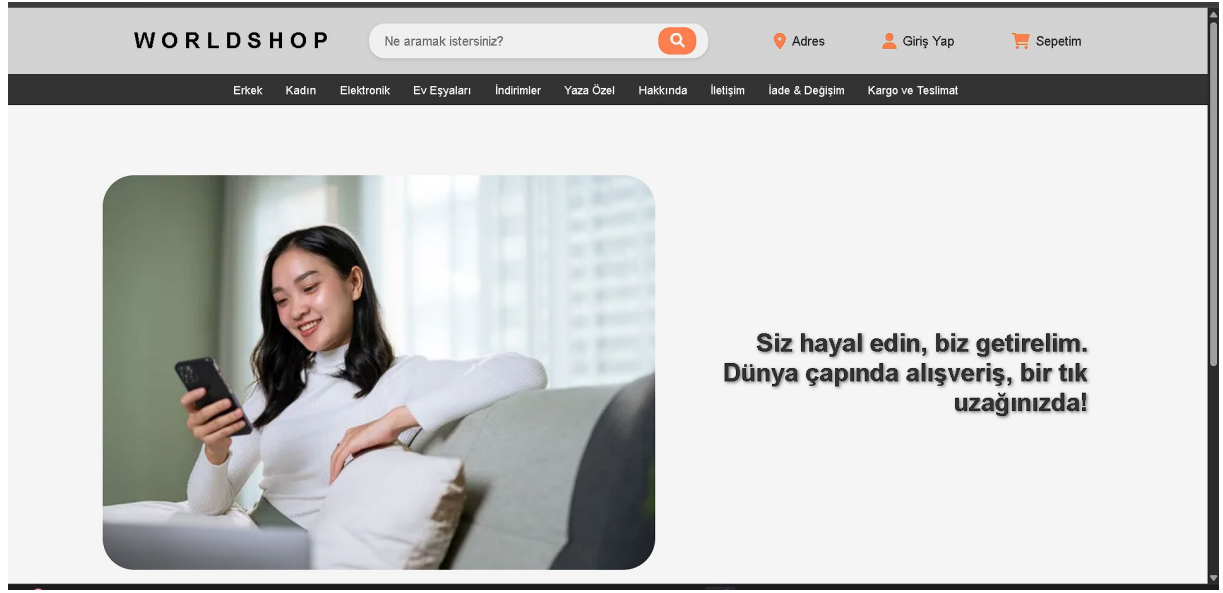 WORLDSHOP
Ne aramak istersiniz?
Adres
Giriş Yap
Sepetim
Erkek Kadın Elektronik Ev Eşyaları İndirimler Yaza Özel Hakkında İletişim İade & Değişim Kargo ve Teslimat
Siz hayal edin, biz getirelim.
Dünya çapında alışveriş, bir tık
uzağınızda!